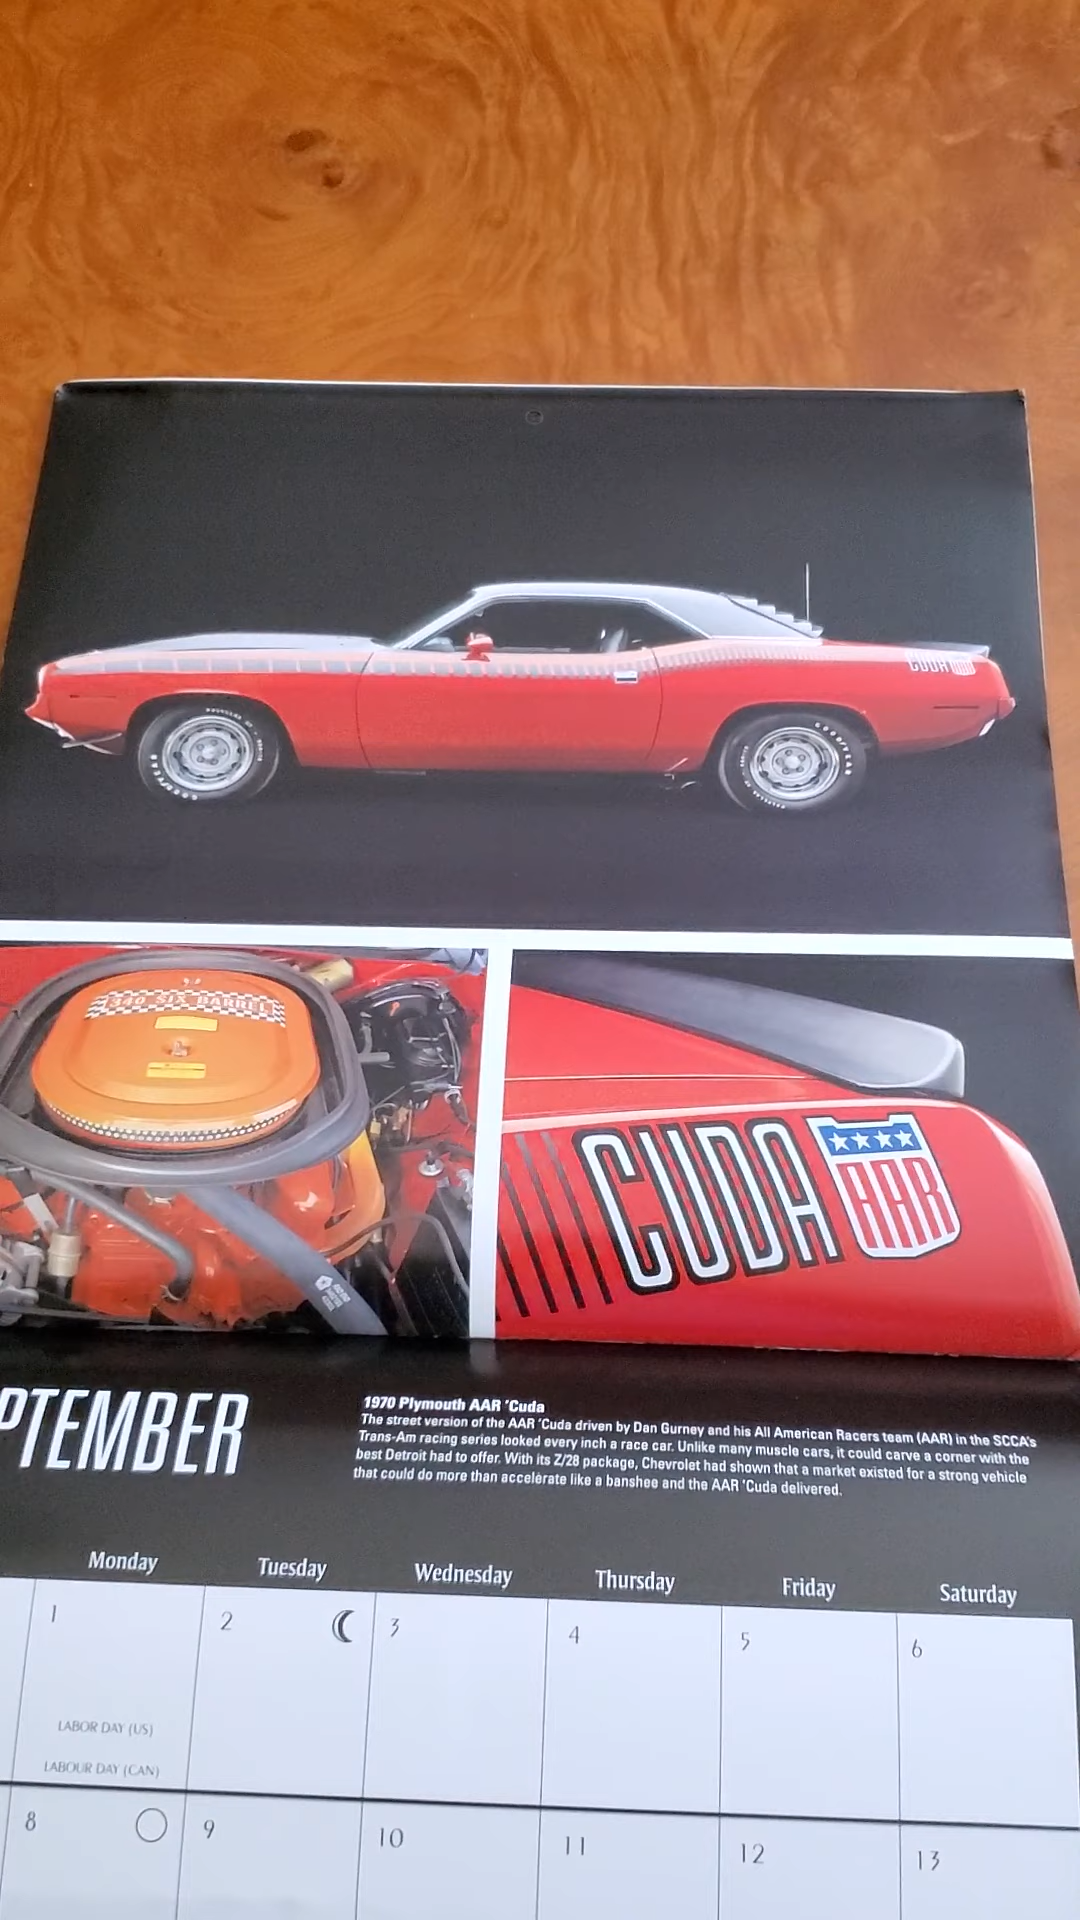 CUDA AAR
GOODYEAR
GOODYEAR
340 SIX BARREL
CUDA
AAR
PTEMBER
1970 Plymouth AAR 'Cuda
The street version of the AAR 'Cuda driven by Dan Gurney and his All American Racers team (AAR) in the SCCA's
Trans-Am racing series looked every inch a race car. Unlike many muscle cars, it could carve a corner with the
best Detroit had to offer. With its Z/28 package, Chevrolet had shown that a market existed for a strong vehicle
that could do more than accelerate like a banshee and the AAR 'Cuda delivered.
Monday Tuesday Wednesday Thursday Friday Saturday
1 2 3 4 5 6
LABOR DAY (US)
LABOUR DAY (CAN)
8 9 10 11 12 13